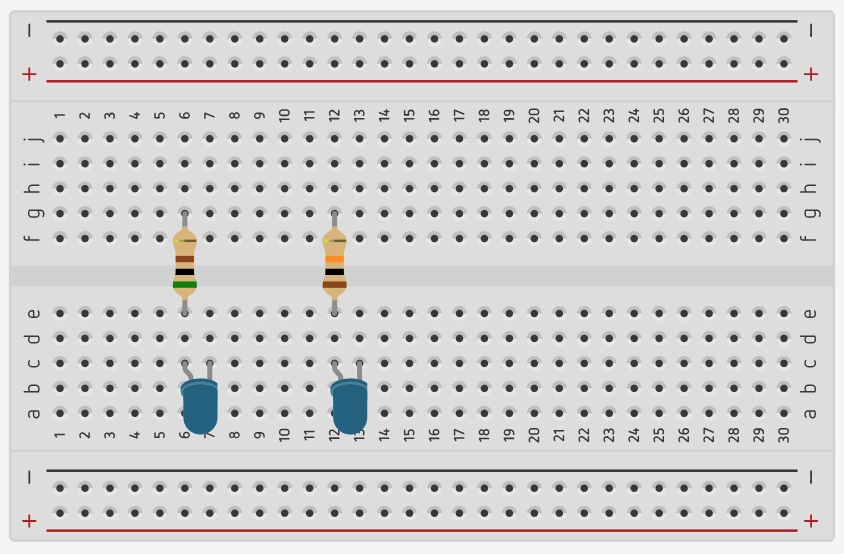 − −
+ +
1 2 3 4 5 6 7 8 9 10 11 12 13 14 15 16 17 18 19 20 21 22 23 24 25 26 27 28 29 30
j j
i i
h h
g g
f f
e e
d d
c c
b b
a a
1 2 3 4 5 6 7 8 9 10 11 12 13 14 15 16 17 18 19 20 21 22 23 24 25 26 27 28 29 30
− −
+ +